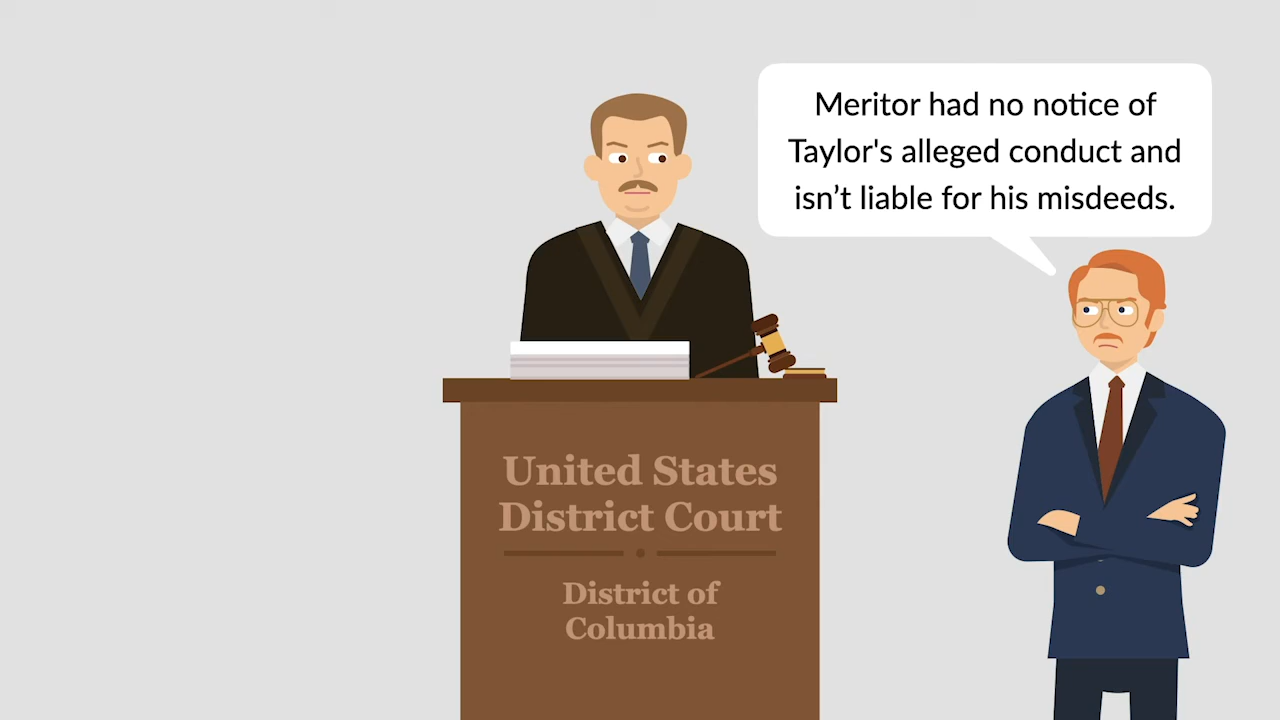 Meritor had no notice of
Taylor's alleged conduct and
isn’t liable for his misdeeds.
United States
District Court
District of
Columbia